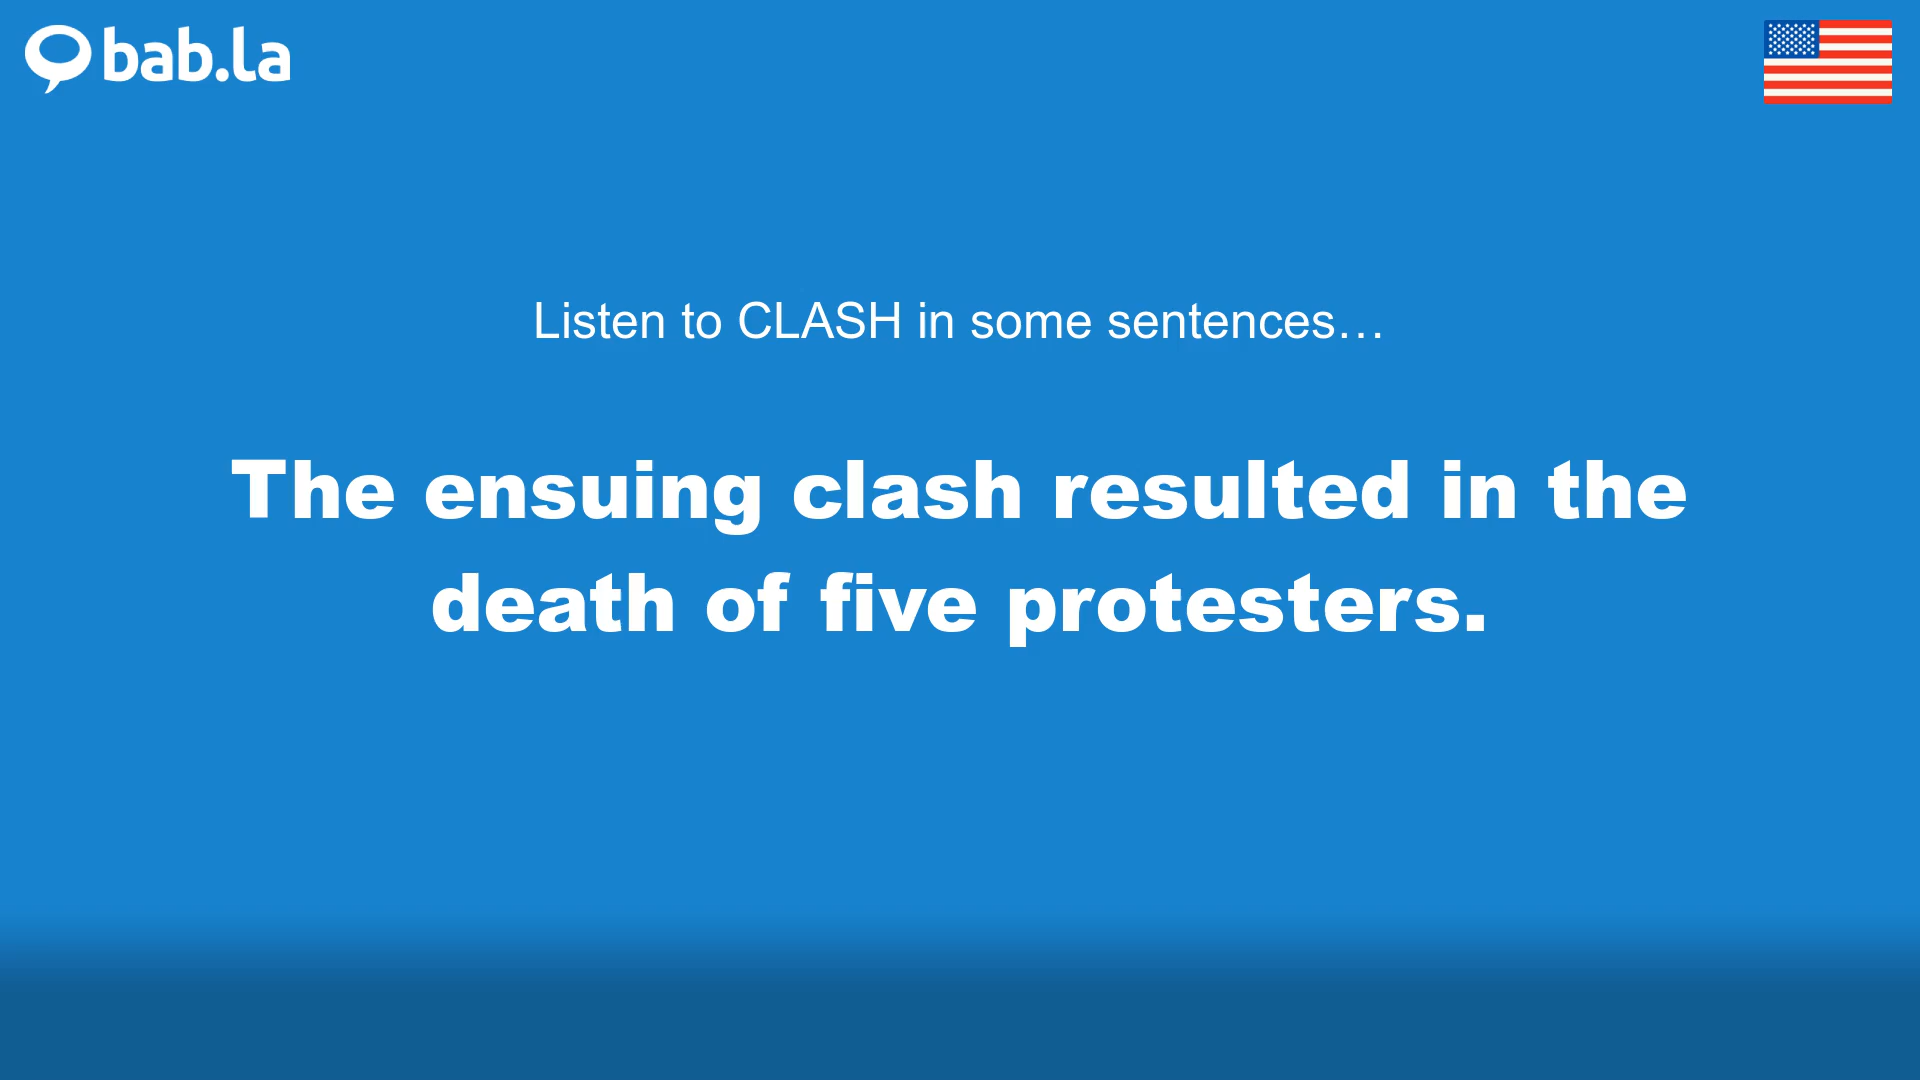 bab.la
Listen to CLASH in some sentences…
The ensuing clash resulted in the
death of five protesters.